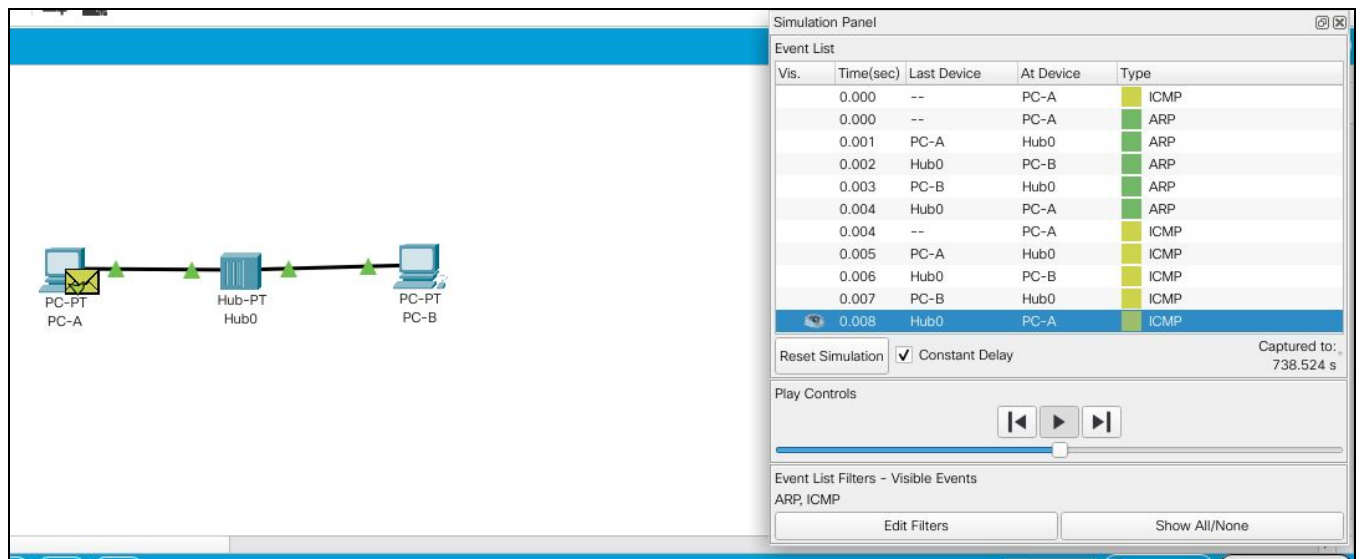 Simulation Panel
Event List
Vis. Time(sec) Last Device At Device Type
0.000 -- PC-A ICMP
0.000 -- PC-A ARP
0.001 PC-A Hub0 ARP
0.002 Hub0 PC-B ARP
0.003 PC-B Hub0 ARP
0.004 Hub0 PC-A ARP
0.004 -- PC-A ICMP
0.005 PC-A Hub0 ICMP
0.006 Hub0 PC-B ICMP
0.007 PC-B Hub0 ICMP
0.008 Hub0 PC-A ICMP
Reset Simulation Constant Delay
Captured to:
738.524 s
Play Controls
Event List Filters - Visible Events
ARP, ICMP
Edit Filters Show All/None
PC-PT Hub-PT PC-PT
PC-A Hub0 PC-B